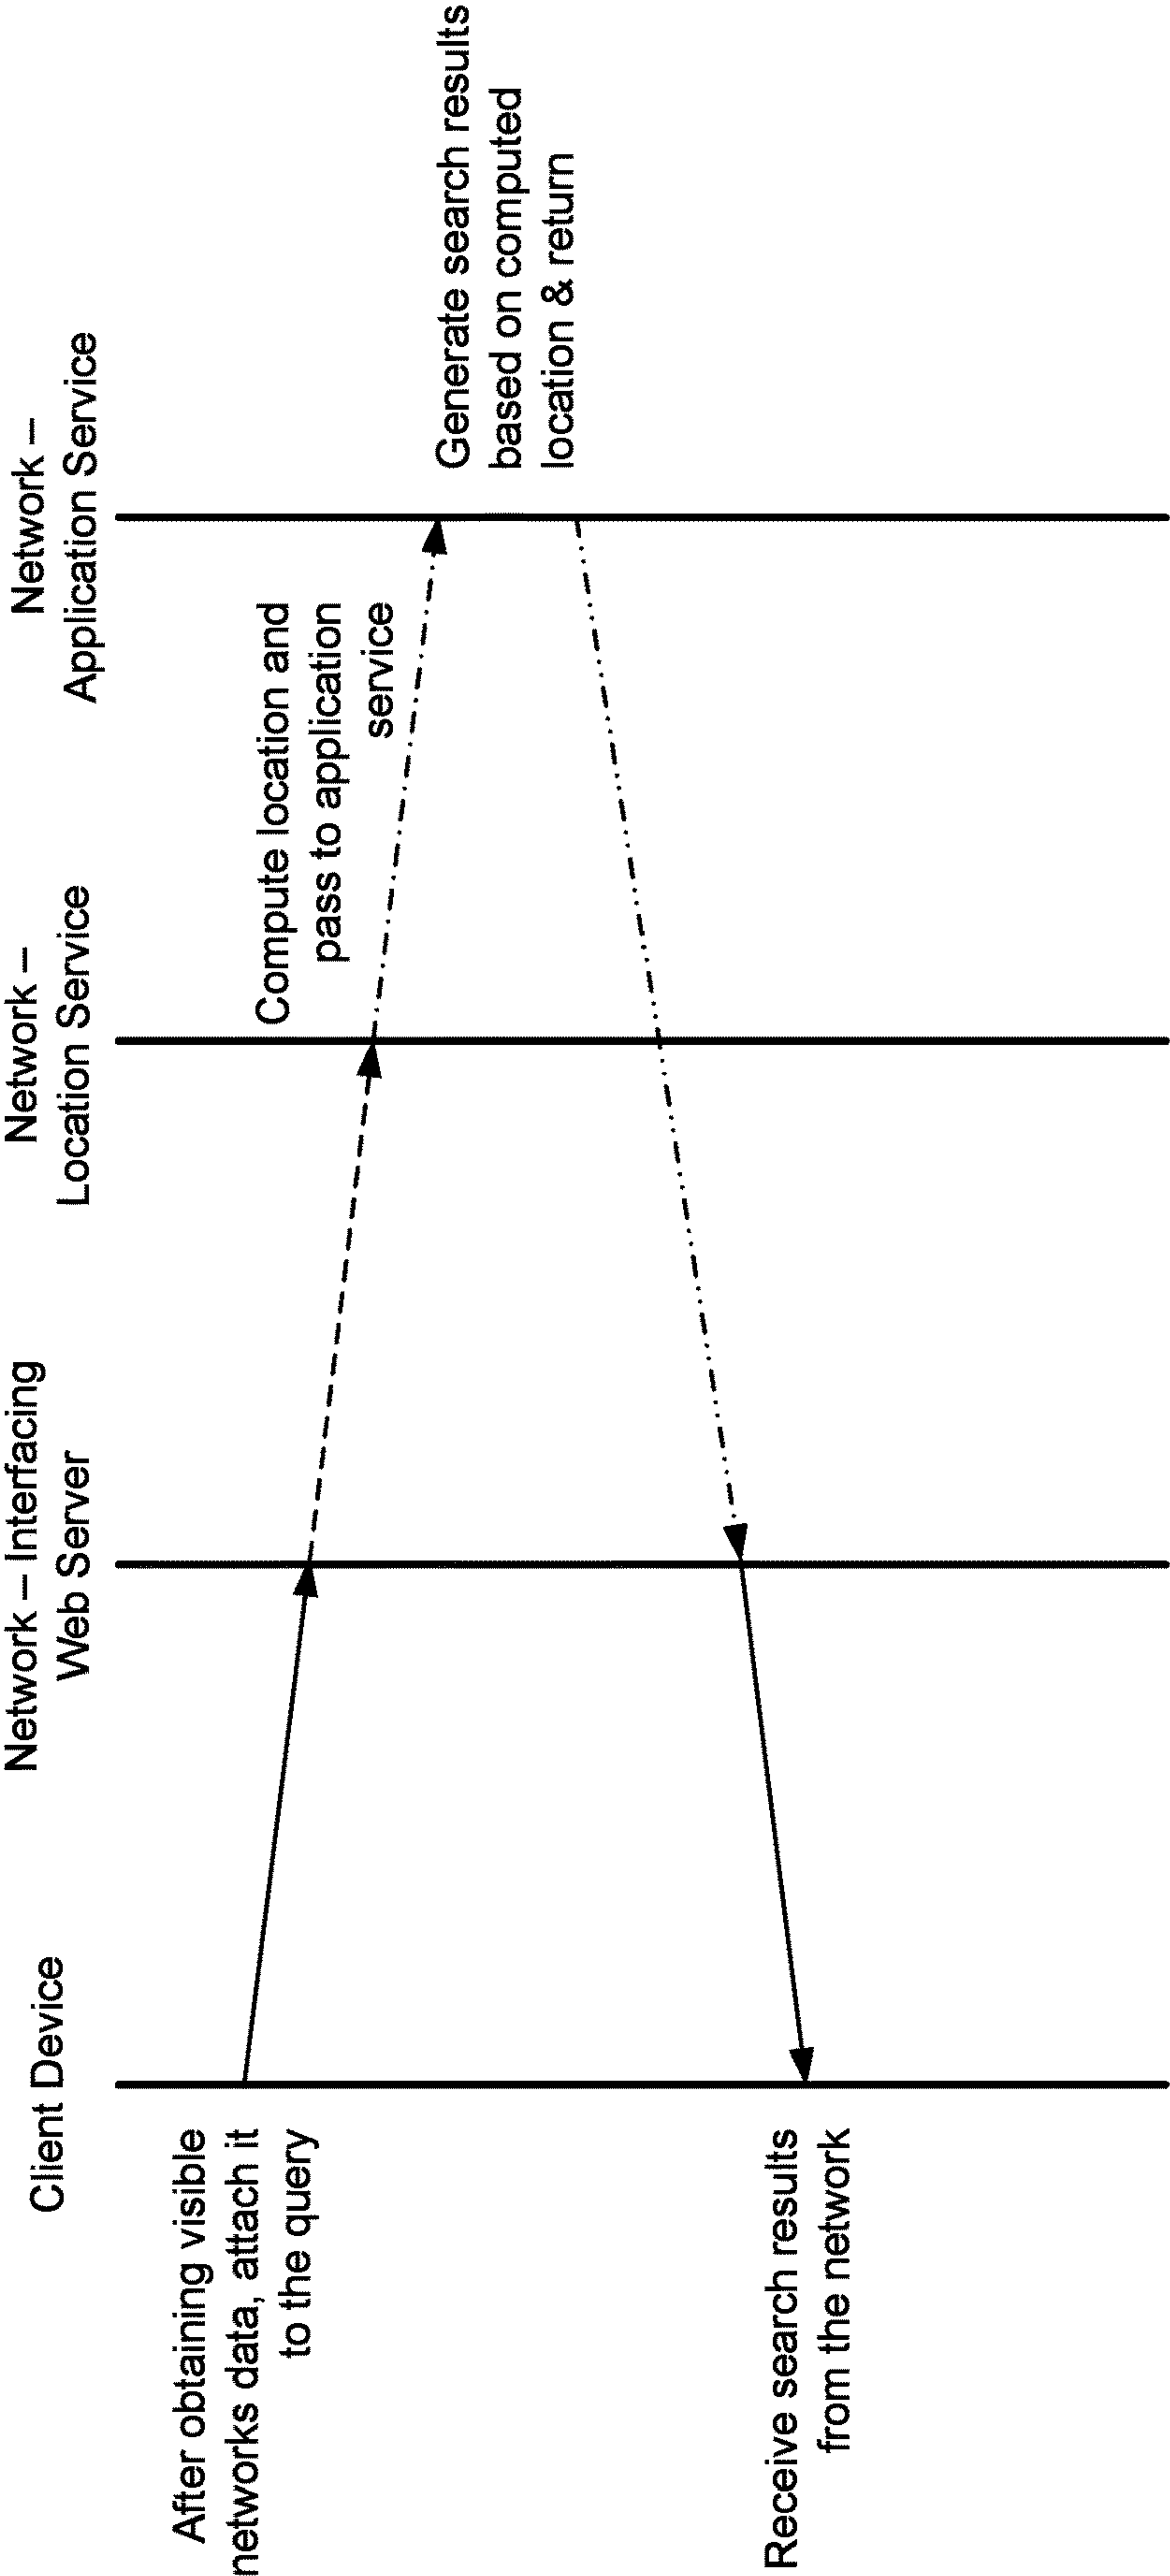 Client Device
Network – Interfacing
Web Server
Network –
Location Service
Network –
Application Service
After obtaining visible
networks data, attach it
to the query
Compute location and
pass to application
service
Generate search results
based on computed
location & return
Receive search results
from the network